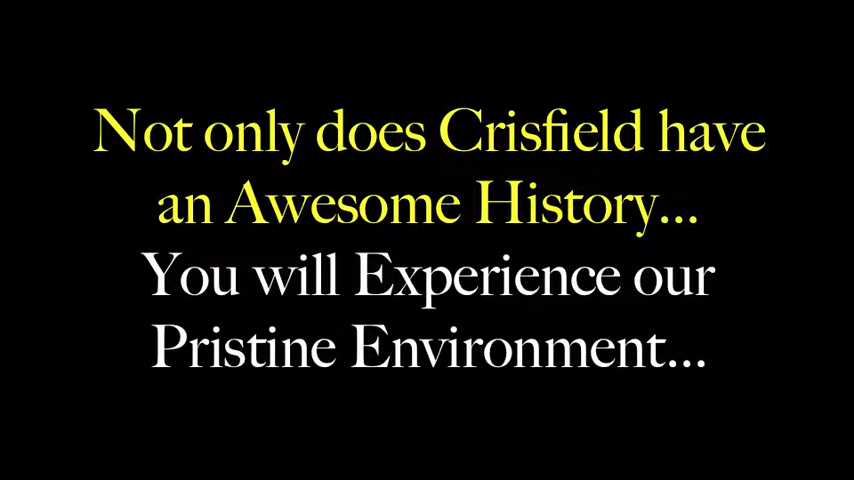 Not only does Crisfield have
an Awesome History...
You will Experience our
Pristine Environment...